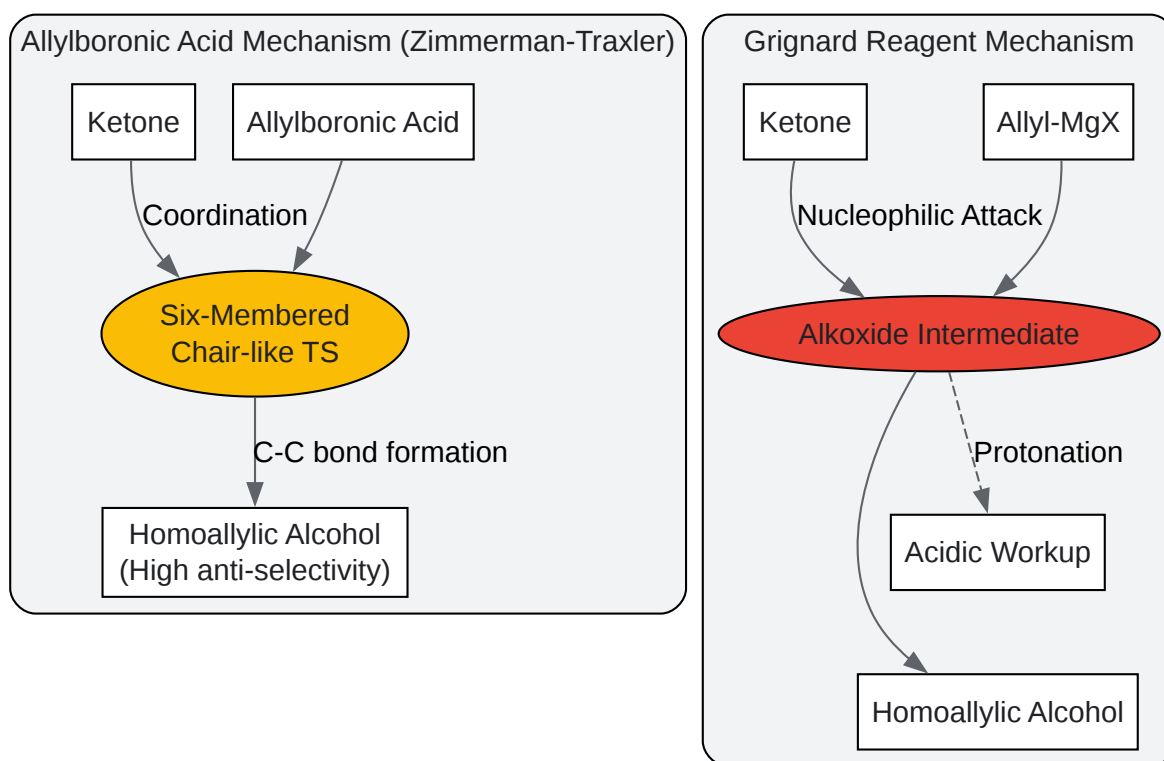 Allylboronic Acid Mechanism (Zimmerman-Traxler)
Ketone
Allylboronic Acid
Coordination
Six-Membered
Chair-like TS
C-C bond formation
Homoallylic Alcohol
(High anti-selectivity)
Grignard Reagent Mechanism
Ketone
Allyl-MgX
Nucleophilic Attack
Alkoxide Intermediate
Protonation
Acidic Workup
Homoallylic Alcohol